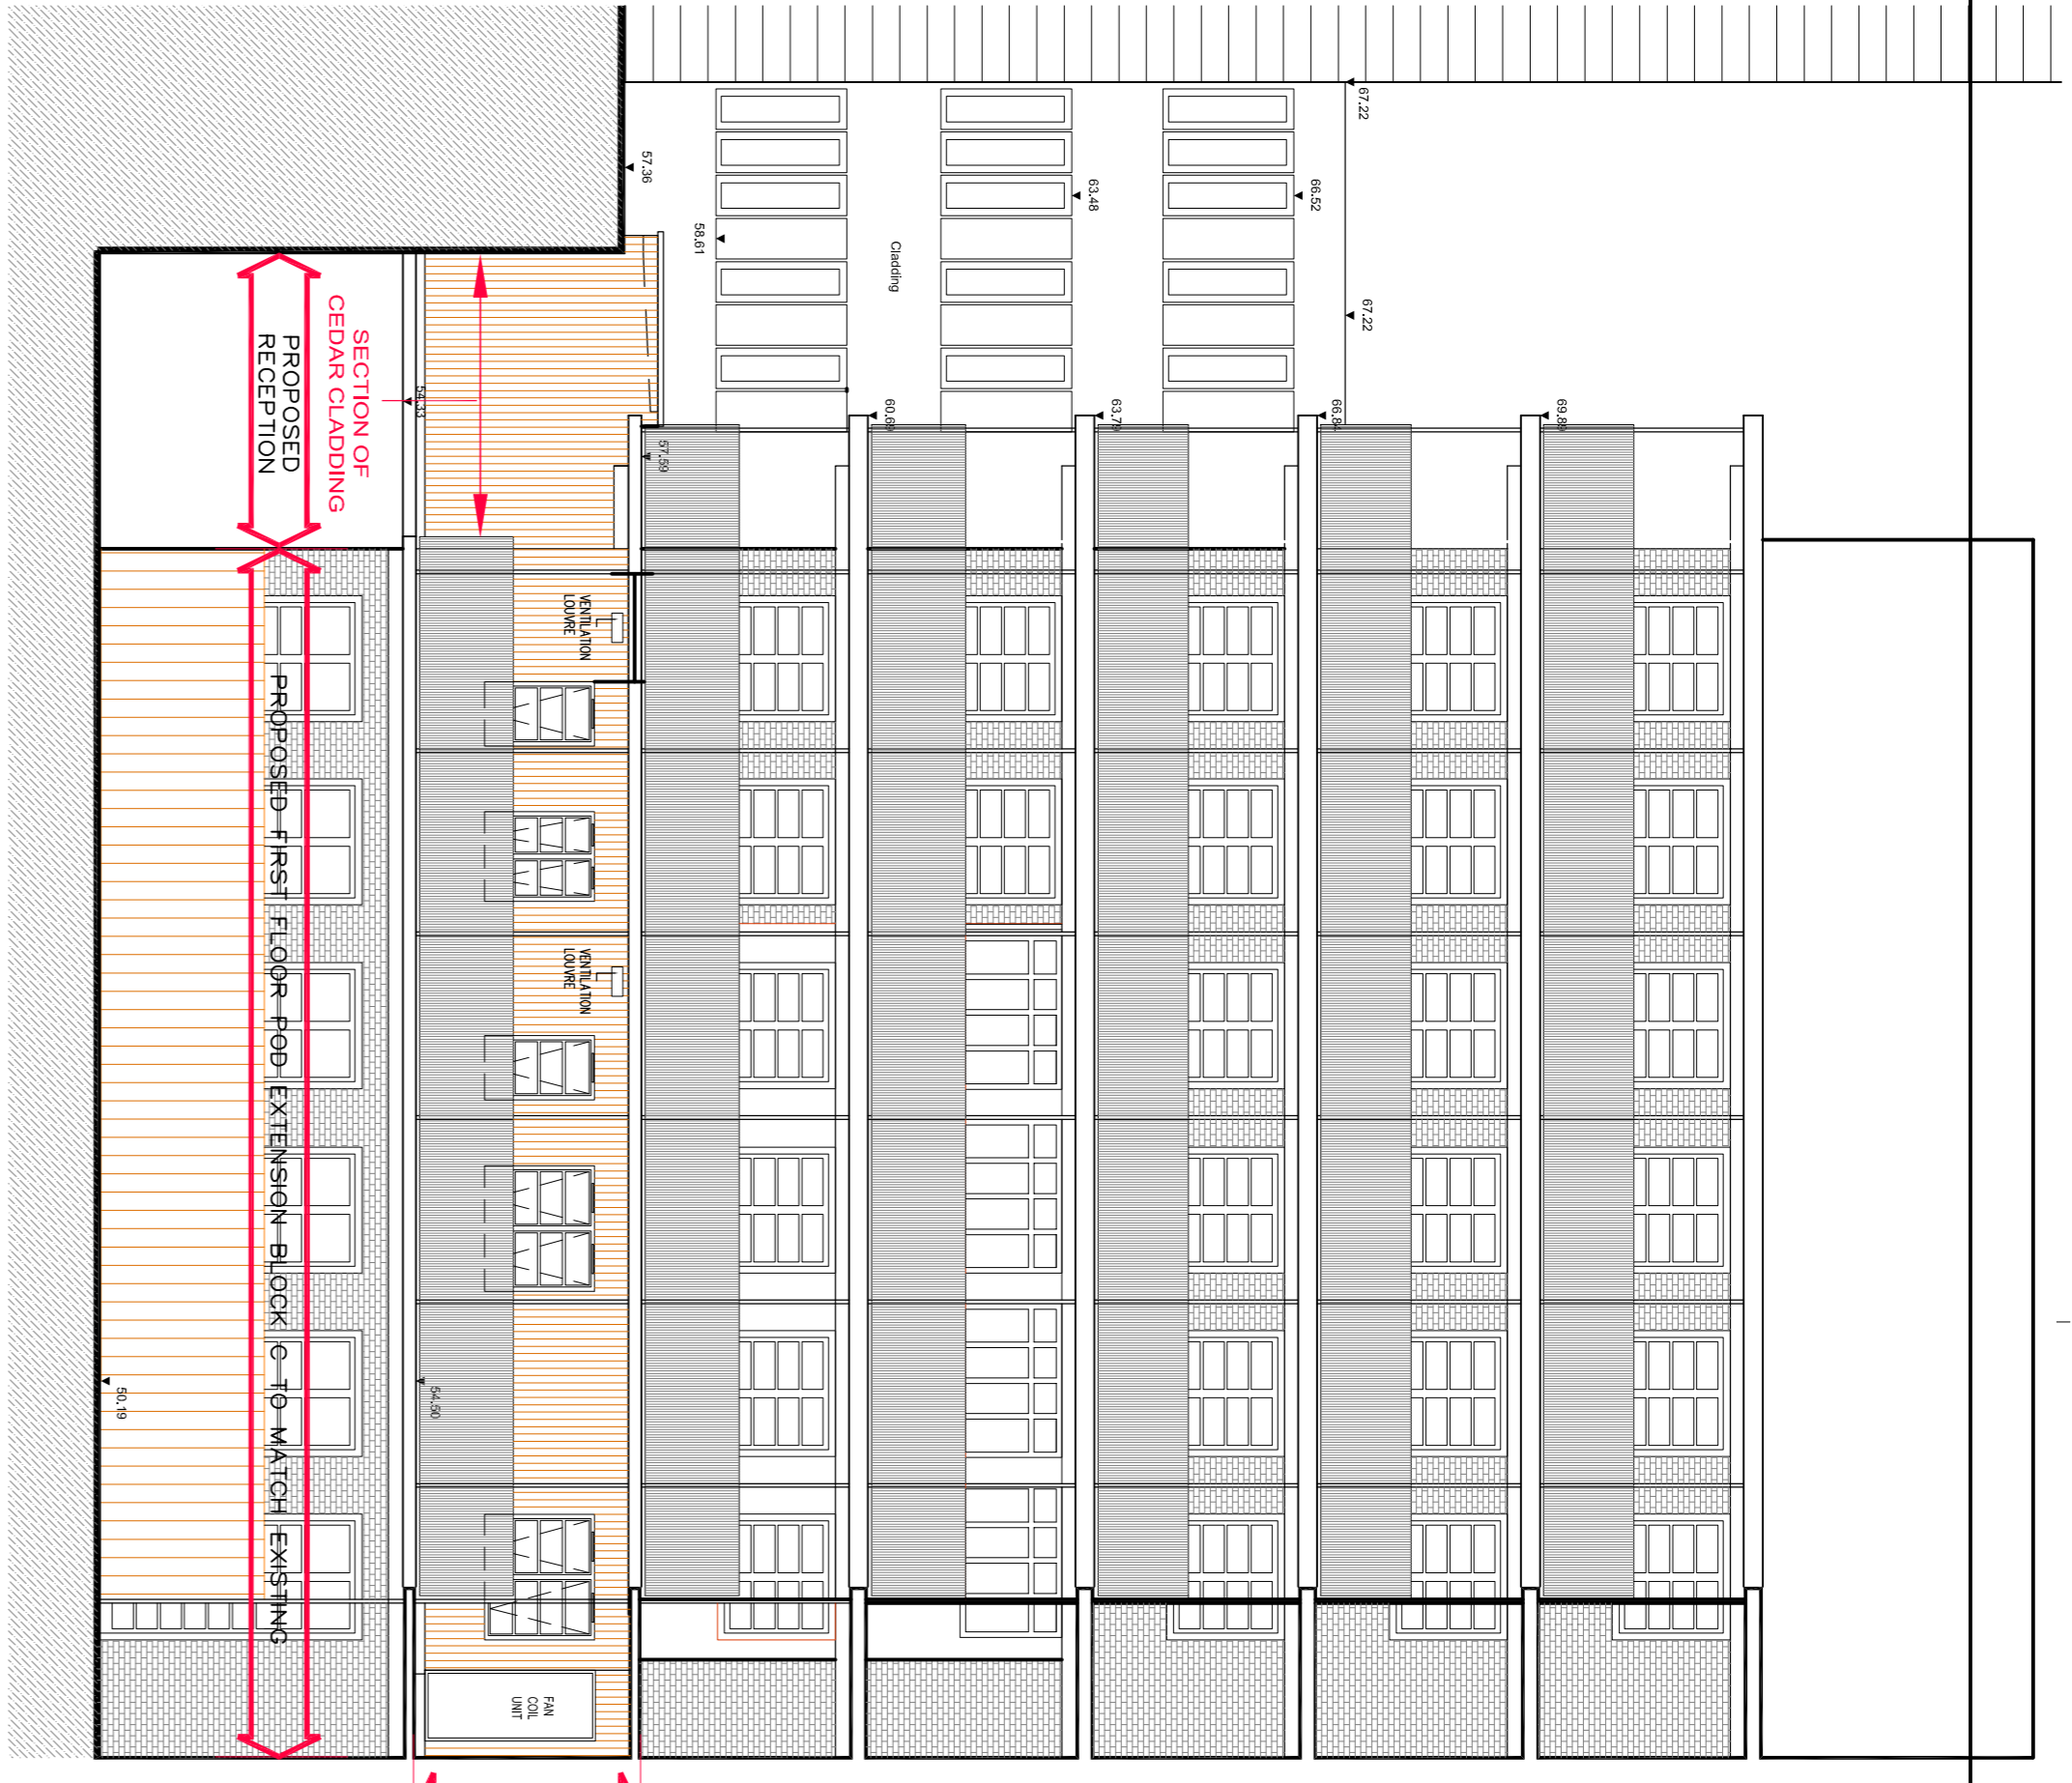 67.22
67.22
66.52
63.48
58.61
57.36
Cladding
69.89
66.84
63.79
60.69
57.59
54.33
SECTION OF
CEDAR CLADDING
PROPOSED
RECEPTION
VENTILATION
LOUVRE
VENTILATION
LOUVRE
54.50
50.19
FAN
COIL
UNIT
PROPOSED FIRST FLOOR POD EXTENSION BLOCK C TO MATCH EXISTING